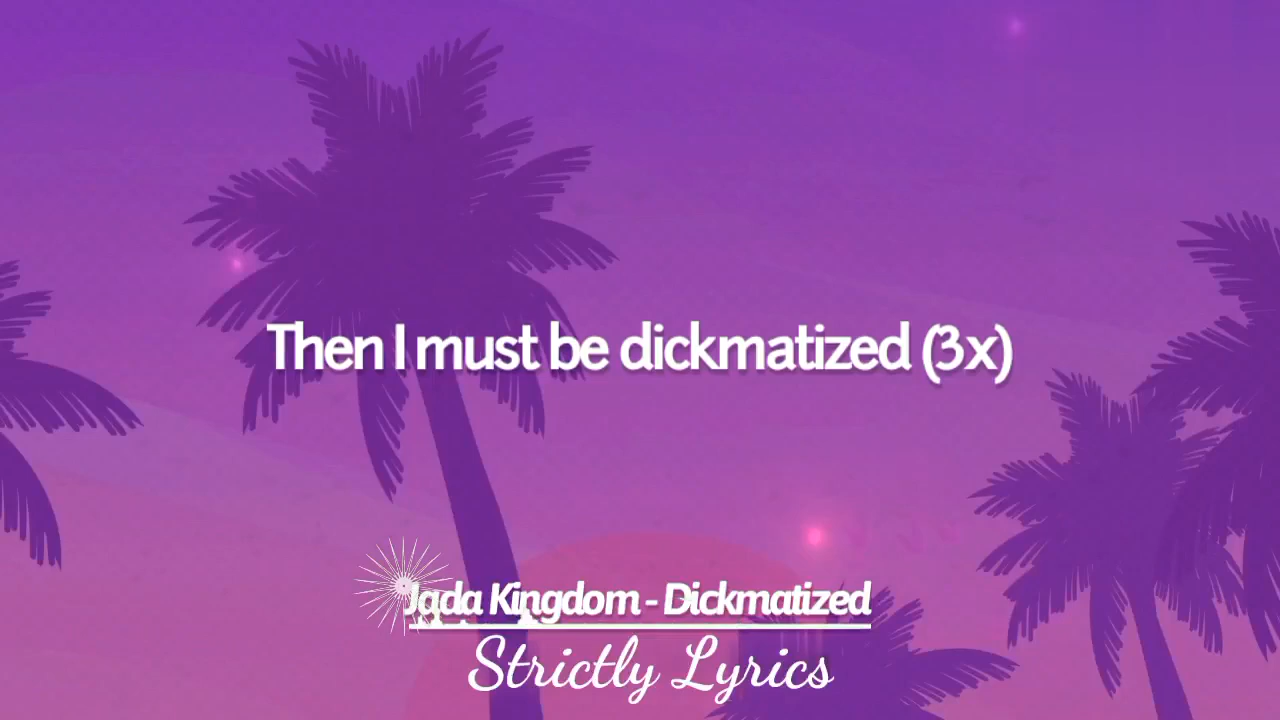 Then I must be dickmatized (3x)
Jada Kingdom - Dickmatized
Strictly Lyrics